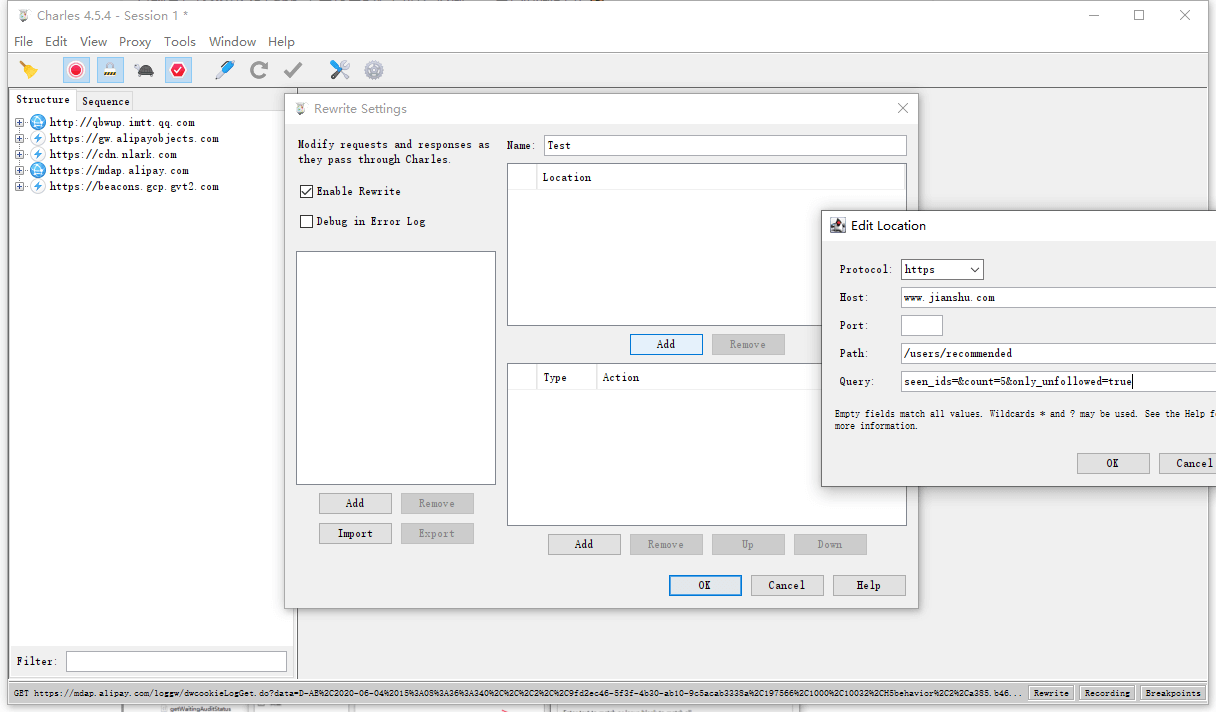 Charles 4.5.4 - Session 1 *
File Edit View Proxy Tools Window Help
Structure Sequence
http://qbwup.imtt.qq.com
https://gw.alipayobjects.com
https://cdn.nlark.com
https://mdap.alipay.com
https://beacons.gcp.gvt2.com
Filter:
Rewrite Settings
Modify requests and responses as
they pass through Charles.
Enable Rewrite
Debug in Error Log
Add Remove
Import Export
Name: Test
Location
Add Remove
Type Action
Add Remove Up Down
OK Cancel Help
Edit Location
Protocol: https
Host: www.jianshu.com
Port:
Path: /users/recommended
Query: seen_ids=&count=5&only_unfollowed=true
Empty fields match all values. Wildcards * and ? may be used. See the Help f
more information.
OK Cancel
GET https://mdap.alipay.com/loggw/dwcookieLogGet.do?data=D-AE%2C2020-06-04%2015%3A08%3A36%3A340%2C%2C%2C2%2C%2C9fd2ec46-5f3f-4b30-ab10-9c5acab3338a%2C197566%2C1000%2C10032%2CH5behavior%2C2%2Ca385.b46...
Rewrite Recording Breakpoints
getWaitingAuditStatus